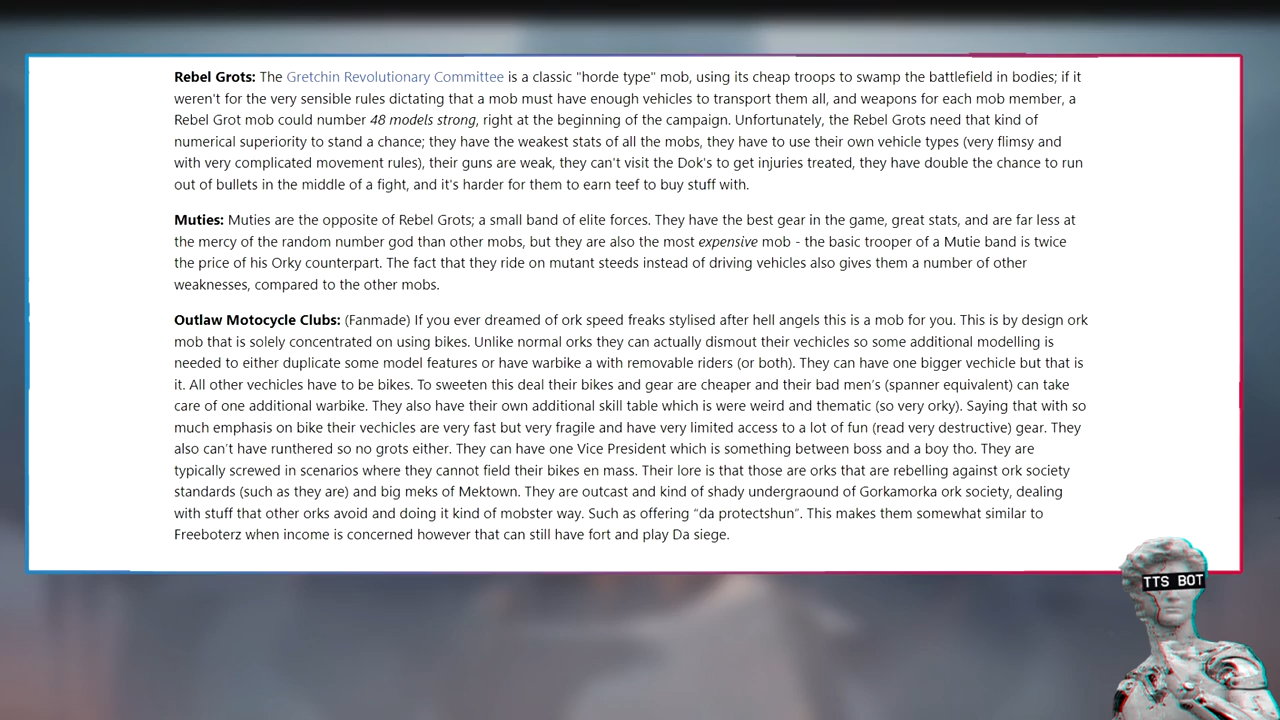 Rebel Grots: The Gretchin Revolutionary Committee is a classic "horde type" mob, using its cheap troops to swamp the battlefield in bodies; if it
weren't for the very sensible rules dictating that a mob must have enough vehicles to transport them all, and weapons for each mob member, a
Rebel Grot mob could number 48 models strong, right at the beginning of the campaign. Unfortunately, the Rebel Grots need that kind of
numerical superiority to stand a chance; they have the weakest stats of all the mobs, they have to use their own vehicle types (very flimsy and
with very complicated movement rules), their guns are weak, they can't visit the Dok's to get injuries treated, they have double the chance to run
out of bullets in the middle of a fight, and it's harder for them to earn teef to buy stuff with.
Muties: Muties are the opposite of Rebel Grots; a small band of elite forces. They have the best gear in the game, great stats, and are far less at
the mercy of the random number god than other mobs, but they are also the most expensive mob - the basic trooper of a Mutie band is twice
the price of his Orky counterpart. The fact that they ride on mutant steeds instead of driving vehicles also gives them a number of other
weaknesses, compared to the other mobs.
Outlaw Motocycle Clubs: (Fanmade) If you ever dreamed of ork speed freaks stylised after hell angels this is a mob for you. This is by design ork
mob that is solely concentrated on using bikes. Unlike normal orks they can actually dismout their vechicles so some additional modelling is
needed to either duplicate some model features or have warbike a with removable riders (or both). They can have one bigger vechicle but that is
it. All other vechicles have to be bikes. To sweeten this deal their bikes and gear are cheaper and their bad men's (spanner equivalent) can take
care of one additional warbike. They also have their own additional skill table which is were weird and thematic (so very orky). Saying that with so
much emphasis on bike their vechicles are very fast but very fragile and have very limited access to a lot of fun (read very destructive) gear. They
also can't have runtherd so no grots either. They can have one Vice President which is something between boss and a boy tho. They are
typically screwed in scenarios where they cannot field their bikes en mass. Their lore is that those are orks that are rebelling against ork society
standards (such as they are) and big meks of Mektown. They are outcast and kind of shady undergraound of Gorkamorka ork society, dealing
with stuff that other orks avoid and doing it kind of mobster way. Such as offering “da protectshun”. This makes them somewhat similar to
Freeboterz when income is concerned however that can still have fort and play Da siege.
TTS BOT